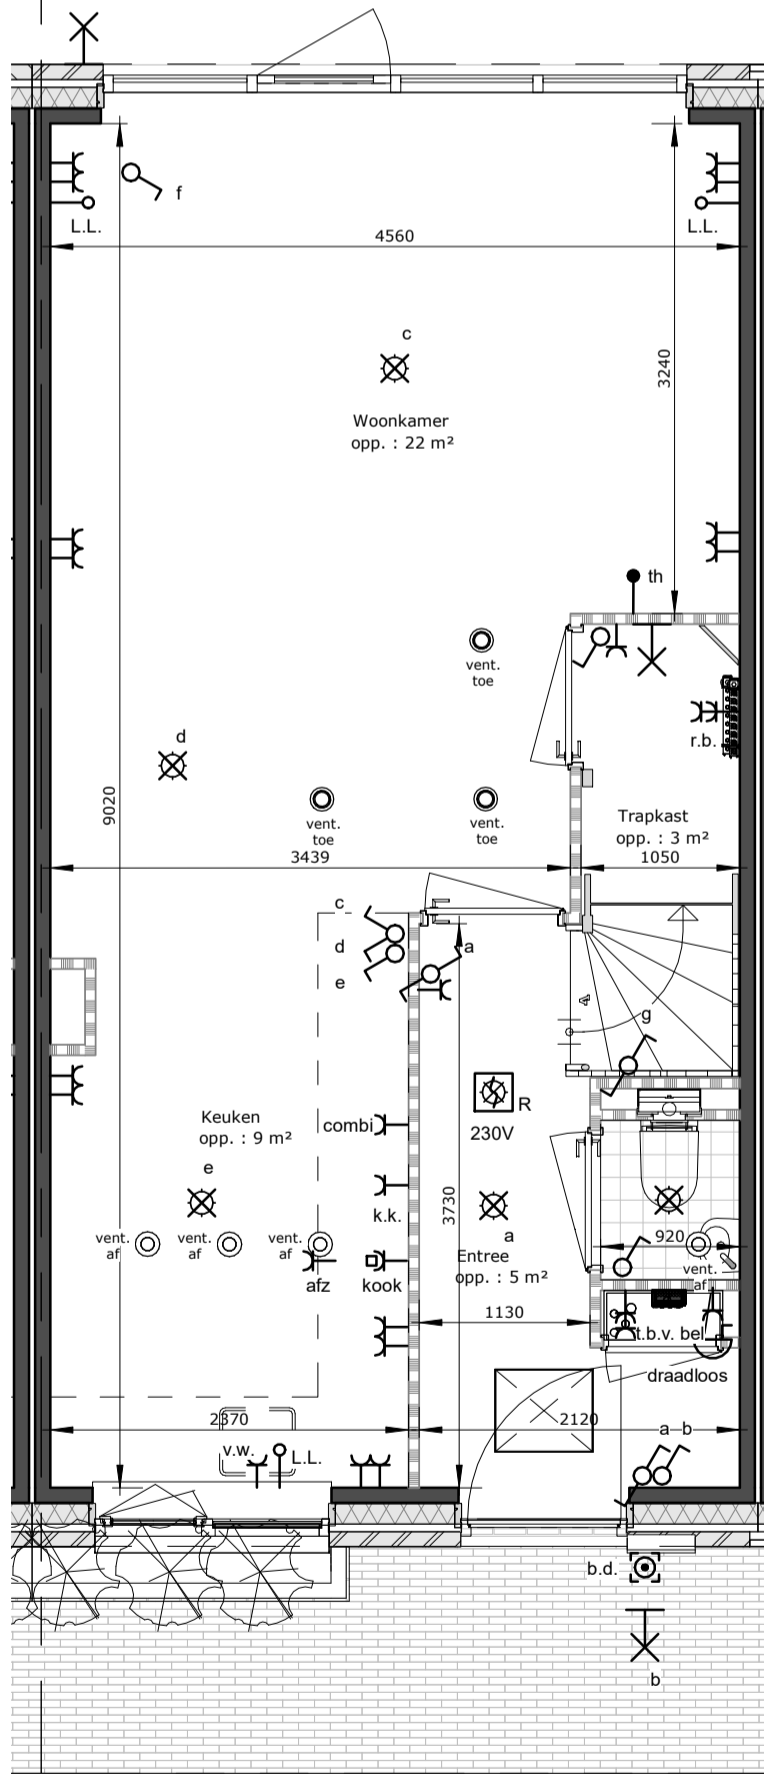 f
L.L.
L.L.
4560
c
3240
Woonkamer
opp. : 22 m²
th
vent.
toe
d
r.b.
9020
vent.
toe
vent.
toe
Trapkast
opp. : 3 m²
3439
1050
c
d
a
e
4
g
Keuken
opp. : 9 m²
combi
R
230V
e
k.k.
3730
a
920
vent.
af
vent.
af
vent.
af
Entree
opp. : 5 m²
vent.
af
afz
kook
1130
t.b.v. bel
draadloos
2370
2120
v.w.
L.L.
a b
b.d.
b